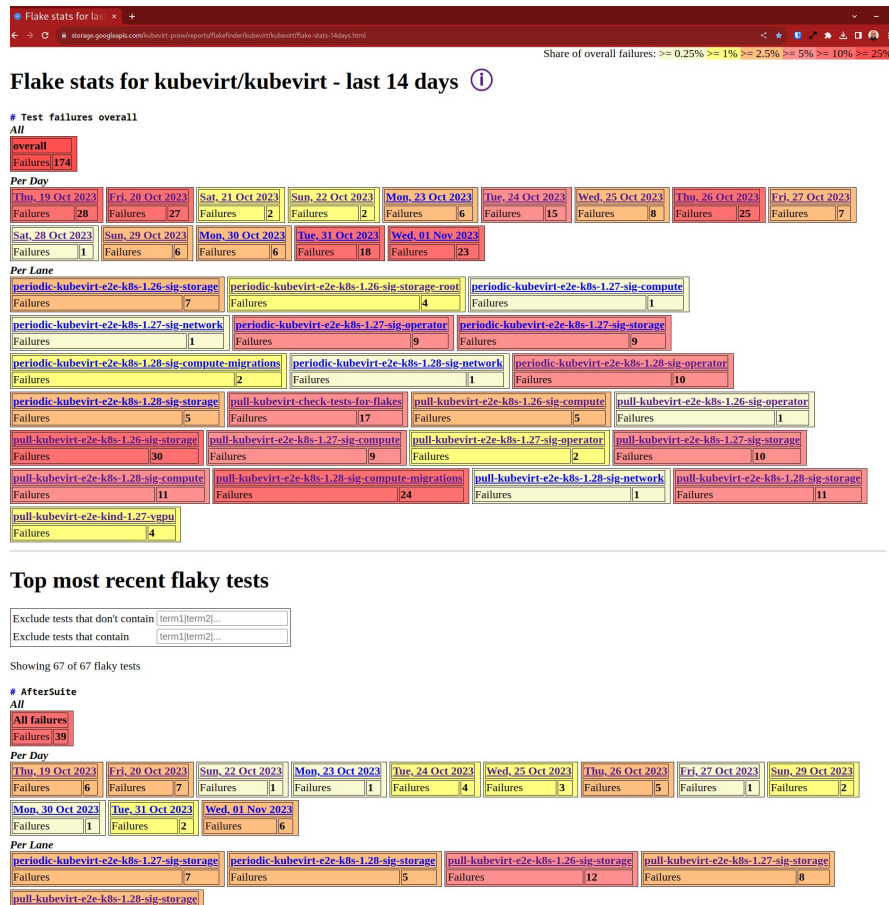 Flake stats for las × +
storage.googleapis.com/kubevirt-prow/reports/flakefinder/kubevirt/kubevirt/flake-stats-14days.html
Share of overall failures: >= 0.25% >= 1% >= 2.5% >= 5% >= 10% >= 25%
Flake stats for kubevirt/kubevirt - last 14 days
# Test failures overall
All
overall
Failures 174
Per Day
Thu, 19 Oct 2023 Fri, 20 Oct 2023 Sat, 21 Oct 2023 Sun, 22 Oct 2023 Mon, 23 Oct 2023 Tue, 24 Oct 2023 Wed, 25 Oct 2023 Thu, 26 Oct 2023 Fri, 27 Oct 2023
Failures 28 Failures 27 Failures 2 Failures 2 Failures 6 Failures 15 Failures 8 Failures 25 Failures 7
Sat, 28 Oct 2023 Sun, 29 Oct 2023 Mon, 30 Oct 2023 Tue, 31 Oct 2023 Wed, 01 Nov 2023
Failures 1 Failures 6 Failures 6 Failures 18 Failures 23
Per Lane
periodic-kubevirt-e2e-k8s-1.26-sig-storage periodic-kubevirt-e2e-k8s-1.26-sig-storage-root periodic-kubevirt-e2e-k8s-1.27-sig-compute
Failures 7 Failures 4 Failures 1
periodic-kubevirt-e2e-k8s-1.27-sig-network periodic-kubevirt-e2e-k8s-1.27-sig-operator periodic-kubevirt-e2e-k8s-1.27-sig-storage
Failures 1 Failures 9 Failures 9
periodic-kubevirt-e2e-k8s-1.28-sig-compute-migrations periodic-kubevirt-e2e-k8s-1.28-sig-network periodic-kubevirt-e2e-k8s-1.28-sig-operator
Failures 2 Failures 1 Failures 10
periodic-kubevirt-e2e-k8s-1.28-sig-storage pull-kubevirt-check-tests-for-flakes pull-kubevirt-e2e-k8s-1.26-sig-compute pull-kubevirt-e2e-k8s-1.26-sig-operator
Failures 5 Failures 17 Failures 5 Failures 1
pull-kubevirt-e2e-k8s-1.26-sig-storage pull-kubevirt-e2e-k8s-1.27-sig-compute pull-kubevirt-e2e-k8s-1.27-sig-operator pull-kubevirt-e2e-k8s-1.27-sig-storage
Failures 30 Failures 9 Failures 2 Failures 10
pull-kubevirt-e2e-k8s-1.28-sig-compute pull-kubevirt-e2e-k8s-1.28-sig-compute-migrations pull-kubevirt-e2e-k8s-1.28-sig-network pull-kubevirt-e2e-k8s-1.28-sig-storage
Failures 11 Failures 24 Failures 1 Failures 11
pull-kubevirt-e2e-kind-1.27-vgpu
Failures 4
Top most recent flaky tests
Exclude tests that don't contain term1|term2|...
Exclude tests that contain term1|term2|...
Showing 67 of 67 flaky tests
# AfterSuite
All
All failures
Failures 39
Per Day
Thu, 19 Oct 2023 Fri, 20 Oct 2023 Sun, 22 Oct 2023 Mon, 23 Oct 2023 Tue, 24 Oct 2023 Wed, 25 Oct 2023 Thu, 26 Oct 2023 Fri, 27 Oct 2023 Sun, 29 Oct 2023
Failures 6 Failures 7 Failures 1 Failures 1 Failures 4 Failures 3 Failures 5 Failures 1 Failures 2
Mon, 30 Oct 2023 Tue, 31 Oct 2023 Wed, 01 Nov 2023
Failures 1 Failures 2 Failures 6
Per Lane
periodic-kubevirt-e2e-k8s-1.27-sig-storage periodic-kubevirt-e2e-k8s-1.28-sig-storage pull-kubevirt-e2e-k8s-1.26-sig-storage pull-kubevirt-e2e-k8s-1.27-sig-storage
Failures 7 Failures 5 Failures 12 Failures 8
pull-kubevirt-e2e-k8s-1.28-sig-storage